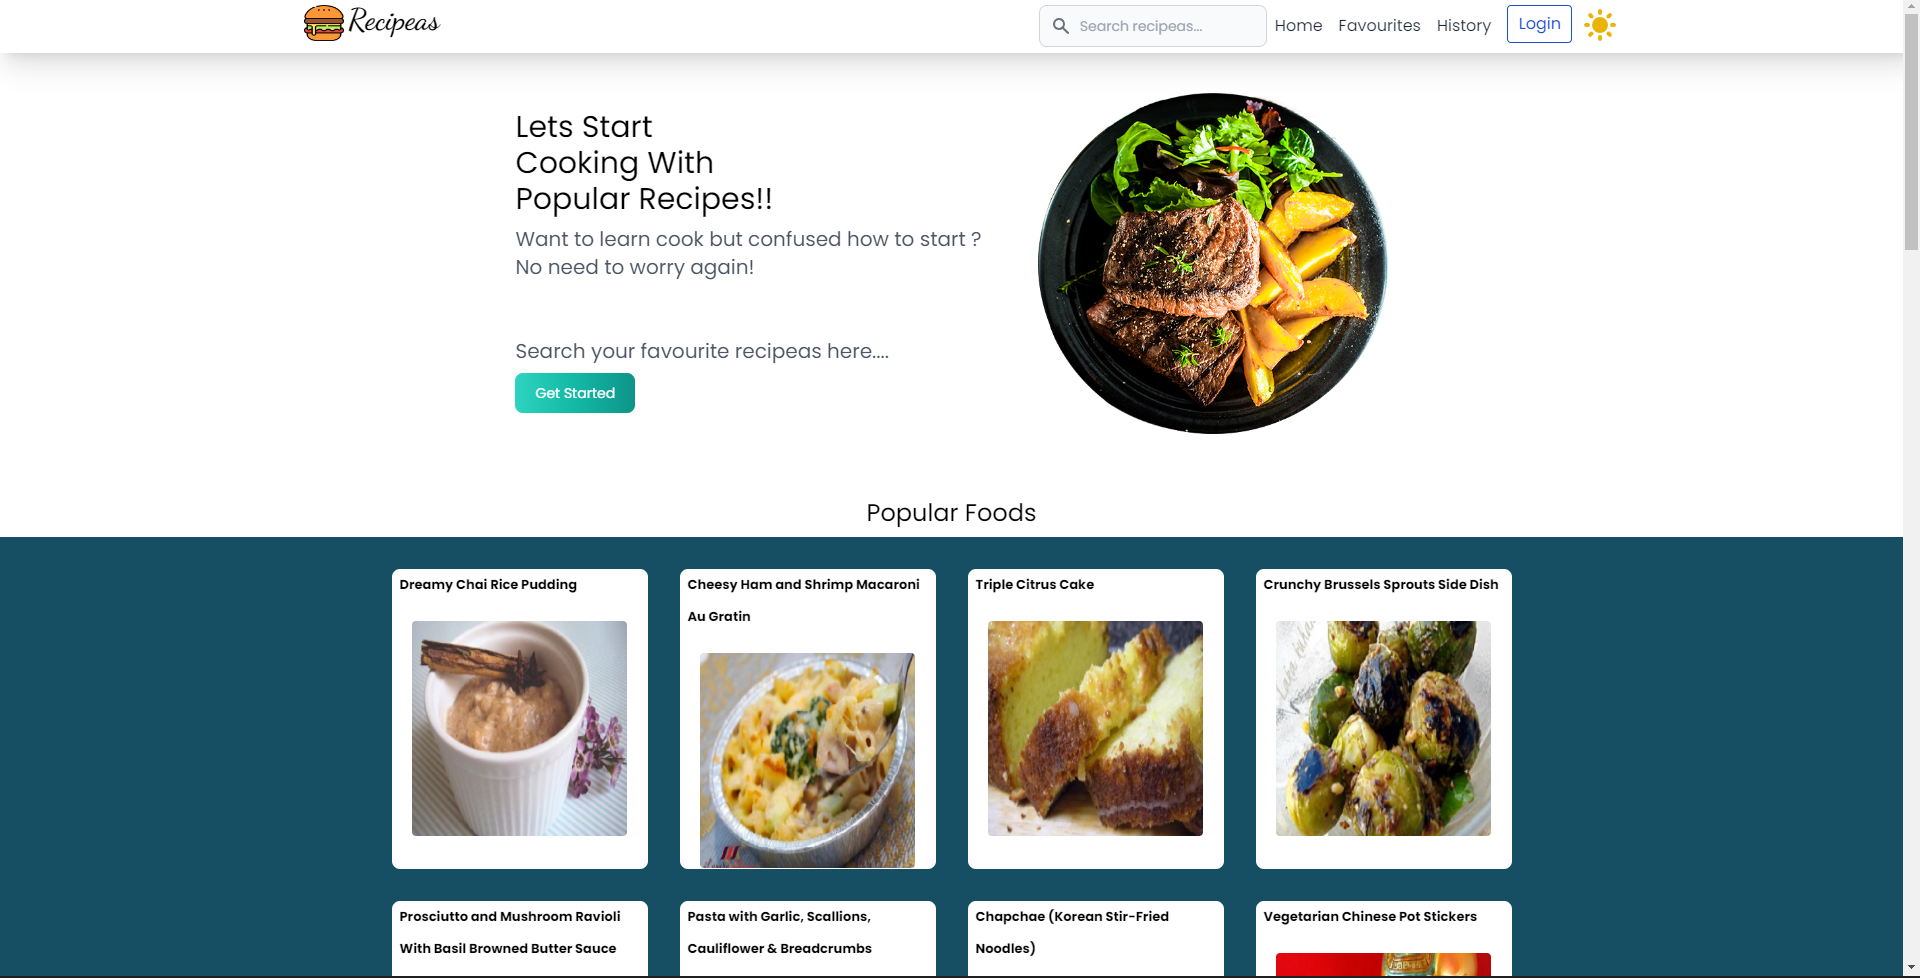 Recipeas
Search recipeas...
Home
Favourites
History
Login
Lets Start
Cooking With
Popular Recipes!!
Want to learn cook but confused how to start ?
No need to worry again!
Search your favourite recipeas here....
Get Started
Popular Foods
Dreamy Chai Rice Pudding
Cheesy Ham and Shrimp Macaroni
Au Gratin
Triple Citrus Cake
Crunchy Brussels Sprouts Side Dish
Prosciutto and Mushroom Ravioli
With Basil Browned Butter Sauce
Pasta with Garlic, Scallions,
Cauliflower & Breadcrumbs
Chapchae (Korean Stir-Fried
Noodles)
Vegetarian Chinese Pot Stickers